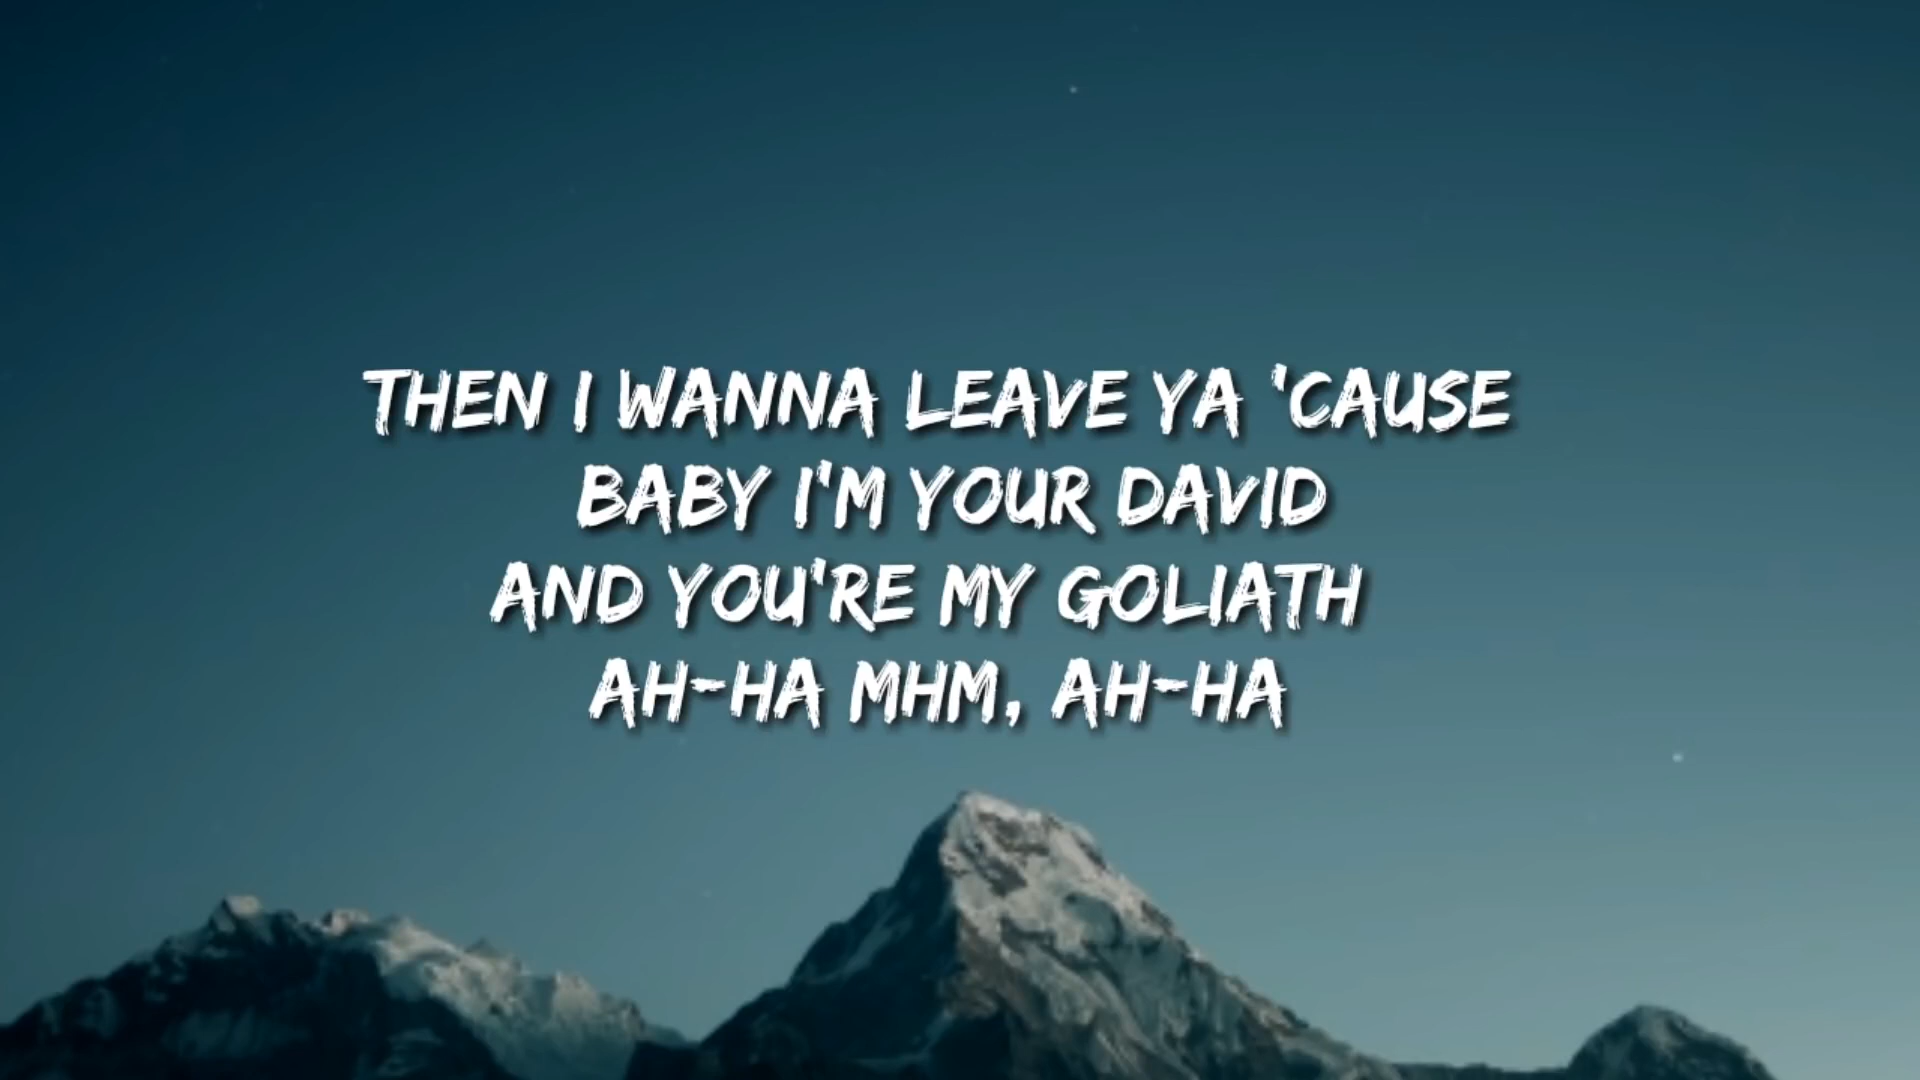 THEN I WANNA LEAVE YA 'CAUSE
BABY I'M YOUR DAVID
AND YOU'RE MY GOLIATH
AH-HA MHM, AH-HA